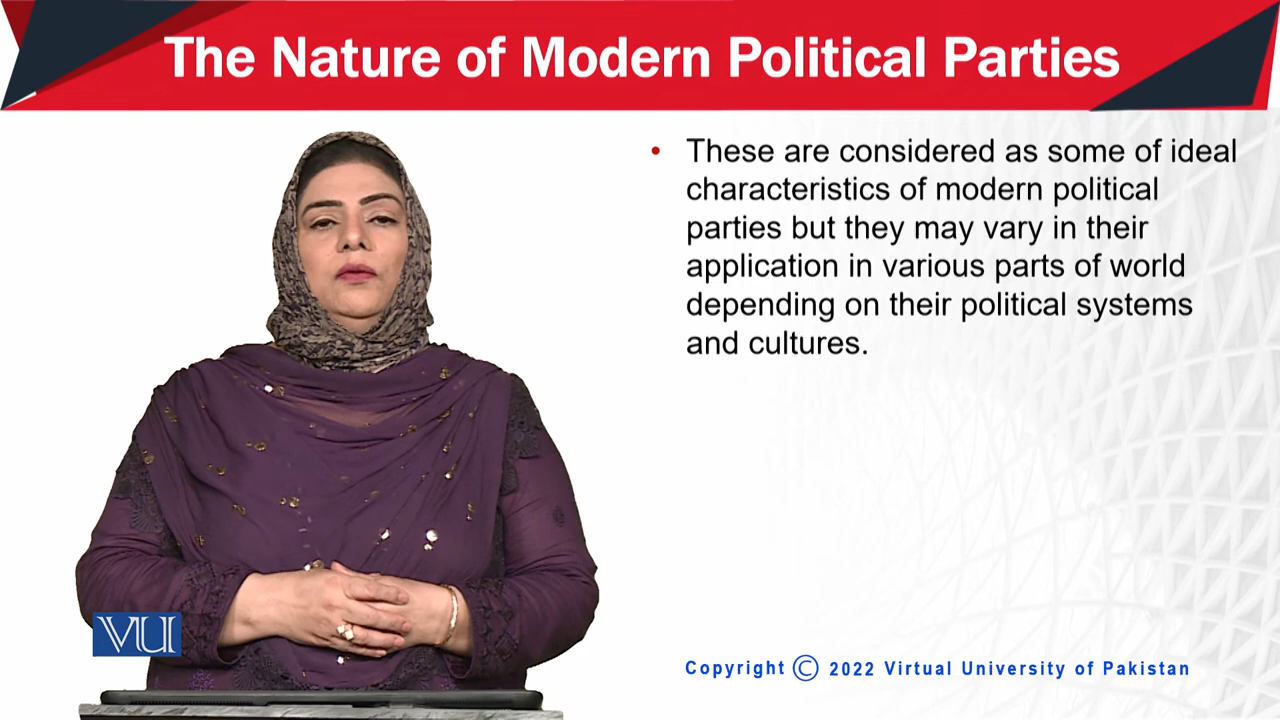 The Nature of Modern Political Parties
• These are considered as some of ideal
characteristics of modern political
parties but they may vary in their
application in various parts of world
depending on their political systems
and cultures.
VU
Copyright © 2022 Virtual University of Pakistan